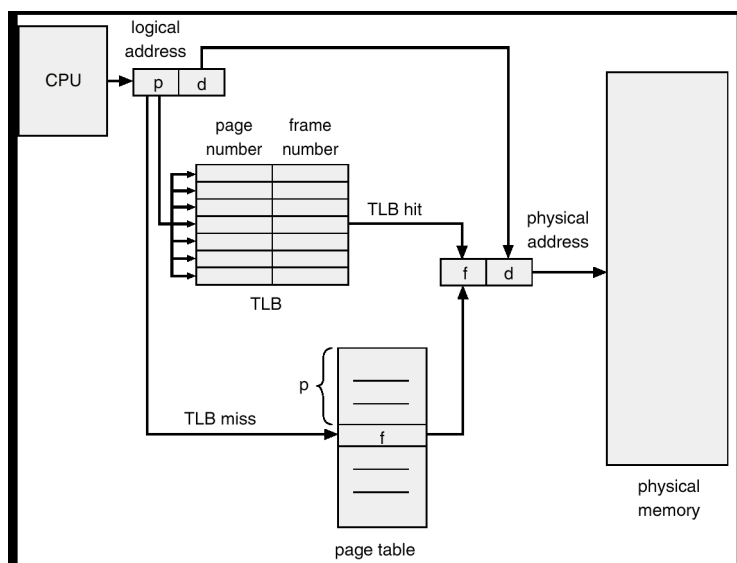 logical
address
CPU
p
d
page
number
frame
number
TLB hit
physical
address
f
d
TLB
p
TLB miss
f
physical
memory
page table